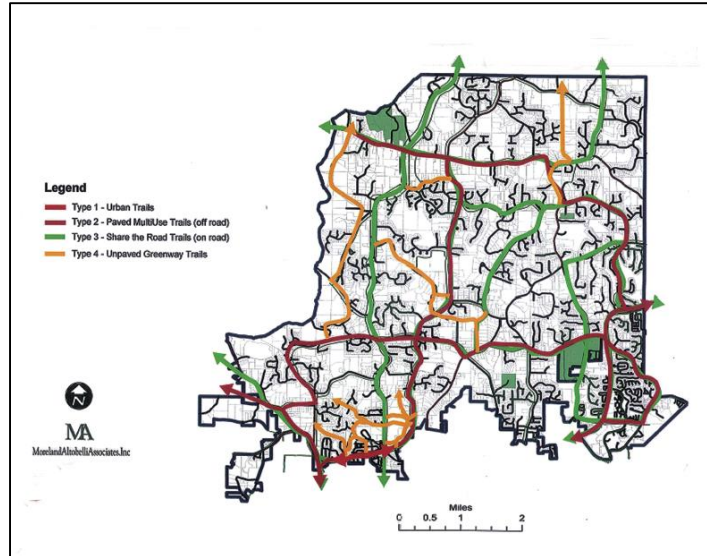 Legend
Type 1 - Urban Trails
Type 2 - Paved MultiUse Trails (off road)
Type 3 - Share the Road Trails (on road)
Type 4 - Unpaved Greenway Trails
N
MA
MorelandAltobelliAssociates.Inc
Miles
0 0.5 1 2